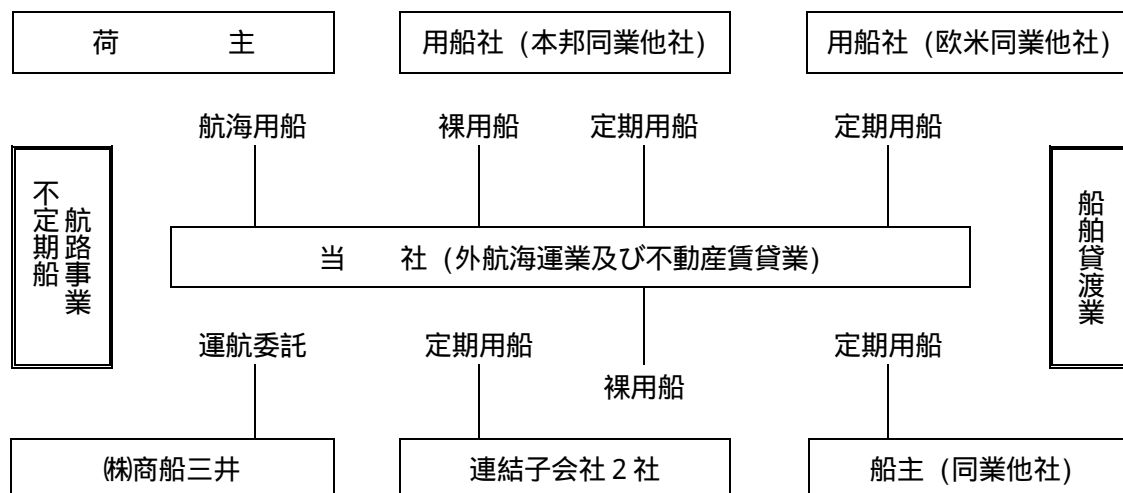 荷　　　　主
用船社 (本邦同業他社)
用船社 (欧米同業他社)
航海用船
裸用船
定期用船
定期用船
不定期船
航路事業
船舶貸渡業
当　　社 (外航海運業及び不動産賃貸業)
運航委託
定期用船
裸用船
定期用船
㈱商船三井
連結子会社２社
船主 (同業他社)